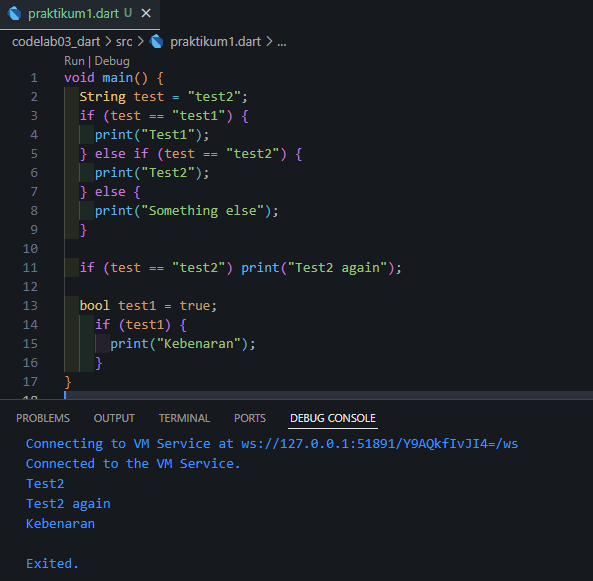 praktikum1.dart U
codelab03_dart > src > praktikum1.dart > ...
Run | Debug
1 void main() {
2   String test = "test2";
3   if (test == "test1") {
4     print("Test1");
5   } else if (test == "test2") {
6     print("Test2");
7   } else {
8     print("Something else");
9   }
10
11   if (test == "test2") print("Test2 again");
12
13   bool test1 = true;
14     if (test1) {
15       print("Kebenaran");
16     }
17 }
18
PROBLEMS OUTPUT TERMINAL PORTS DEBUG CONSOLE
Connecting to VM Service at ws://127.0.0.1:51891/Y9AQkfIvJI4=/ws
Connected to the VM Service.
Test2
Test2 again
Kebenaran
Exited.